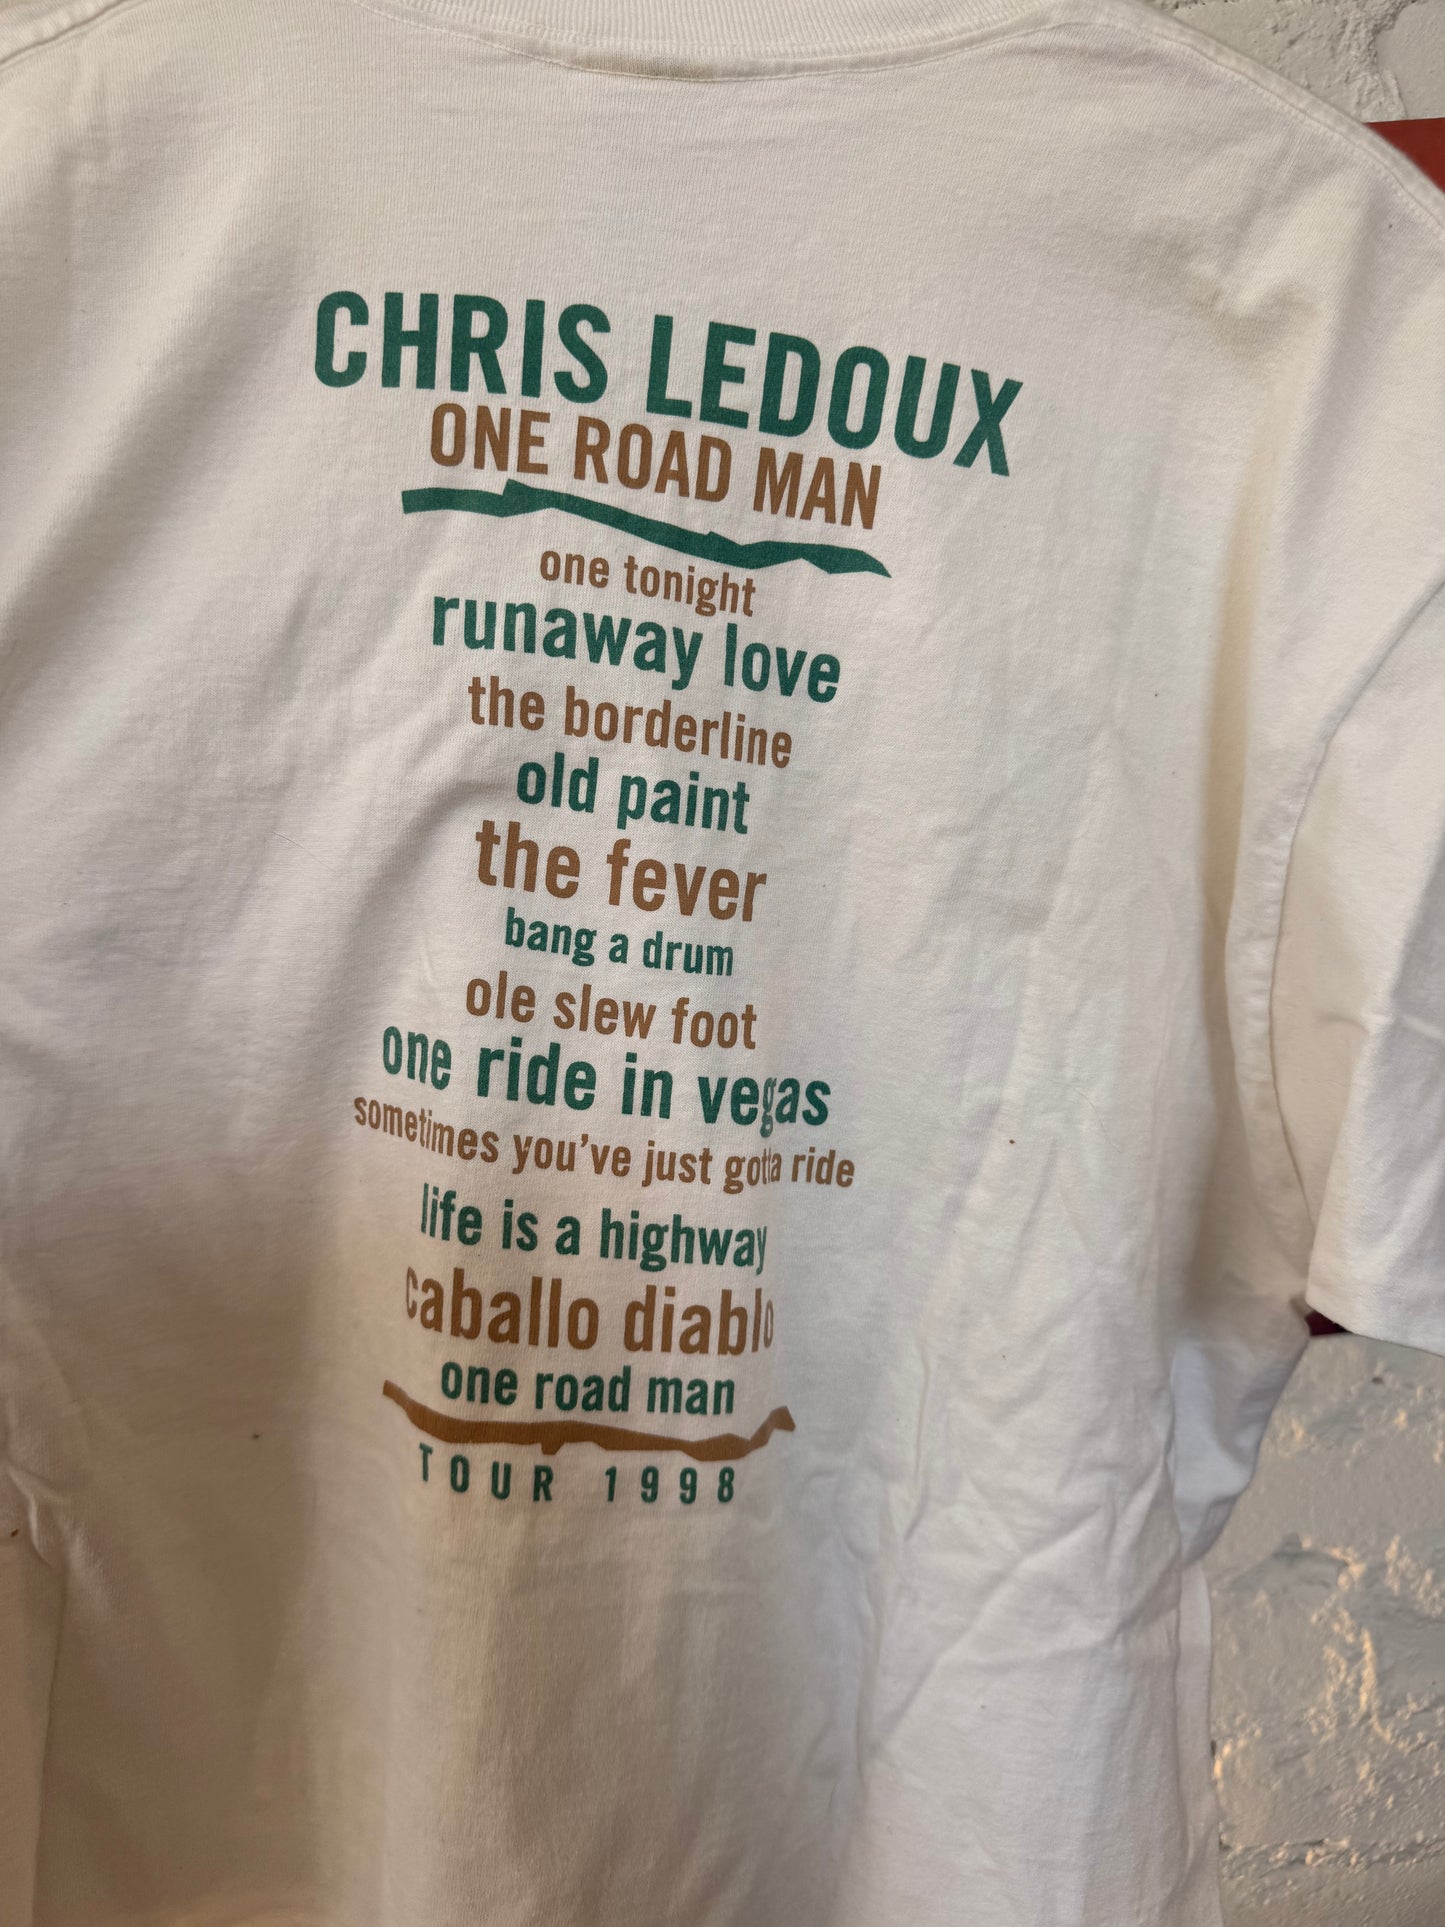 CHRIS LEDOUX
ONE ROAD MAN
one tonight
runaway love
the borderline
old paint
the fever
bang a drum
ole slew foot
one ride in vegas
sometimes you've just gotta ride
life is a highway
caballo diablo
one road man
TOUR 1998